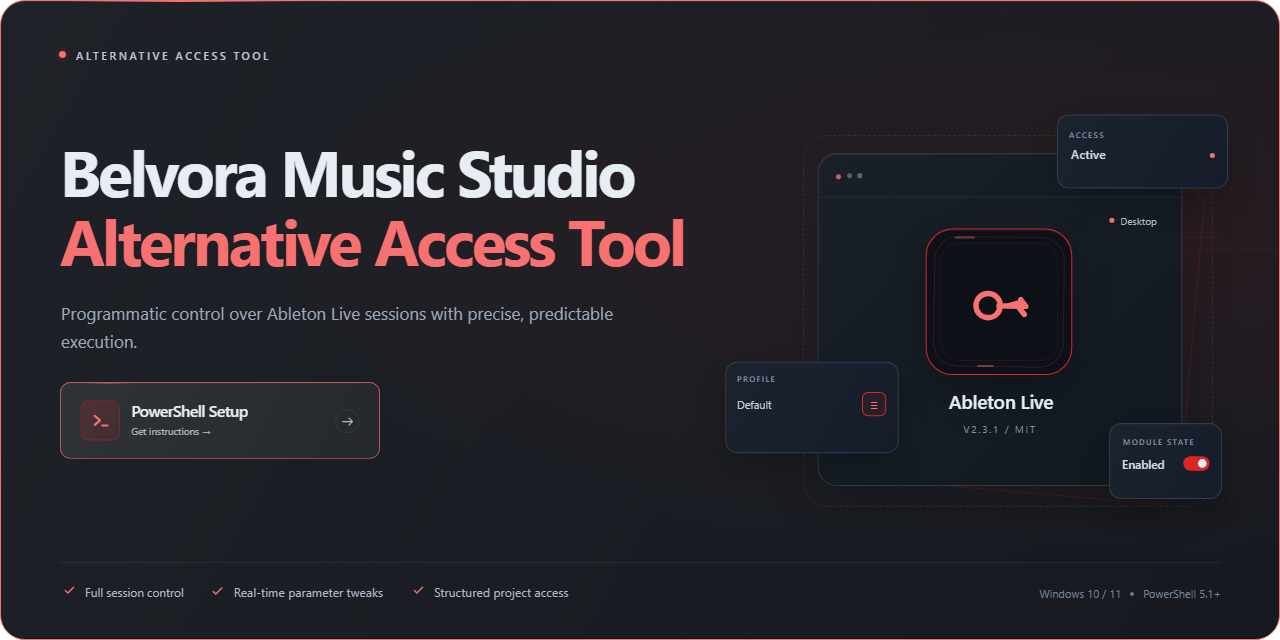 ALTERNATIVE ACCESS TOOL
Belvora Music Studio
Alternative Access Tool
Programmatic control over Ableton Live sessions with precise, predictable
execution.
PowerShell Setup
Get instructions →
ACCESS
Active
Desktop
PROFILE
Default
Ableton Live
V2.3.1 / MIT
MODULE STATE
Enabled
Full session control
Real-time parameter tweaks
Structured project access
Windows 10 / 11 • PowerShell 5.1+